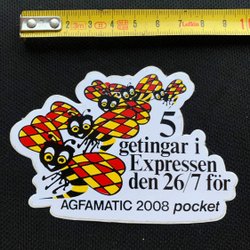 5
getingar i
Expressen
den 26/7 för
AGFAMATIC 2008 pocket